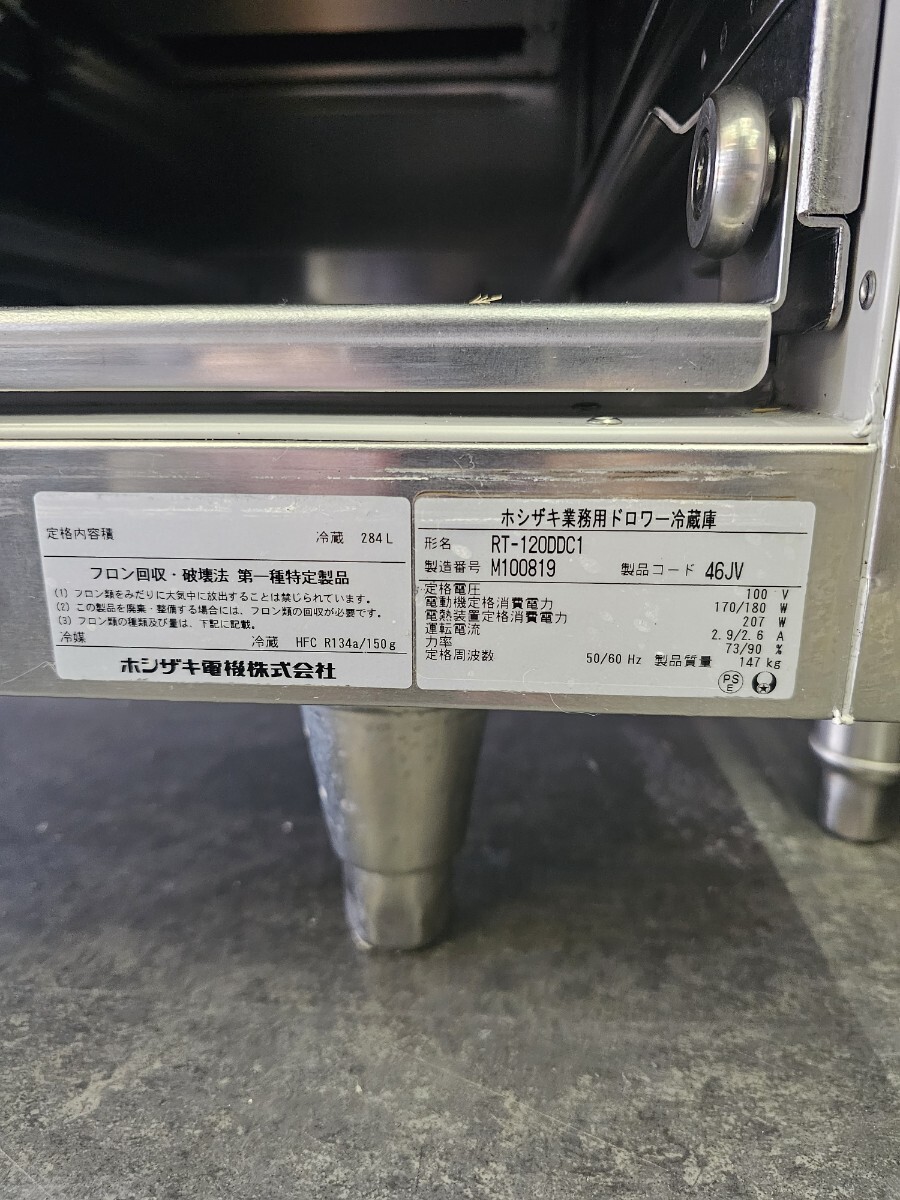 定格内容積 冷蔵 284L
フロン回収・破壊法 第一種特定製品
(1) フロン類をみだりに大気中に放出することは禁じられています。
(2) この製品を廃棄・整備する場合には、フロン類の回収が必要です。
(3) フロン類の種類及び量は、下記に記載。
冷媒 冷蔵 HFC R134a/150g
ホシザキ電機株式会社
ホシザキ業務用ドロワー冷蔵庫
形名 RT-120DDC1
製造番号 M100819 製品コード 46JV
定格電圧 100 V
電動機定格消費電力 170/180 W
電熱装置定格消費電力 207 W
運転電流 2.9/2.6 A
力率 73/90 %
定格周波数 50/60 Hz 製品質量 147 kg
PS
E